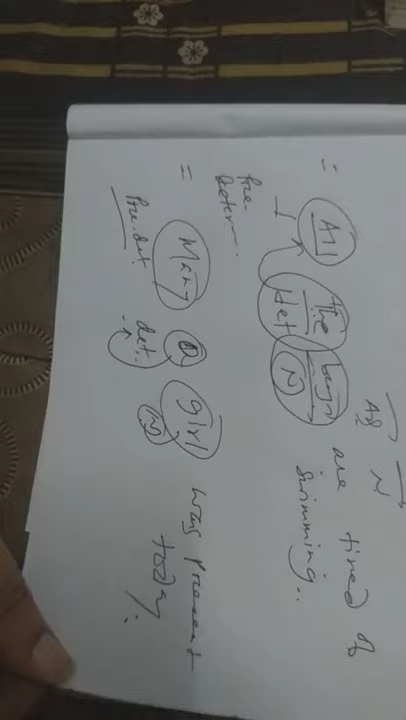 Adj
N
= All the boys are tired of
det N swimming..
Pre-
deter..
= Many a girl was present
Pre.det det.. N today.